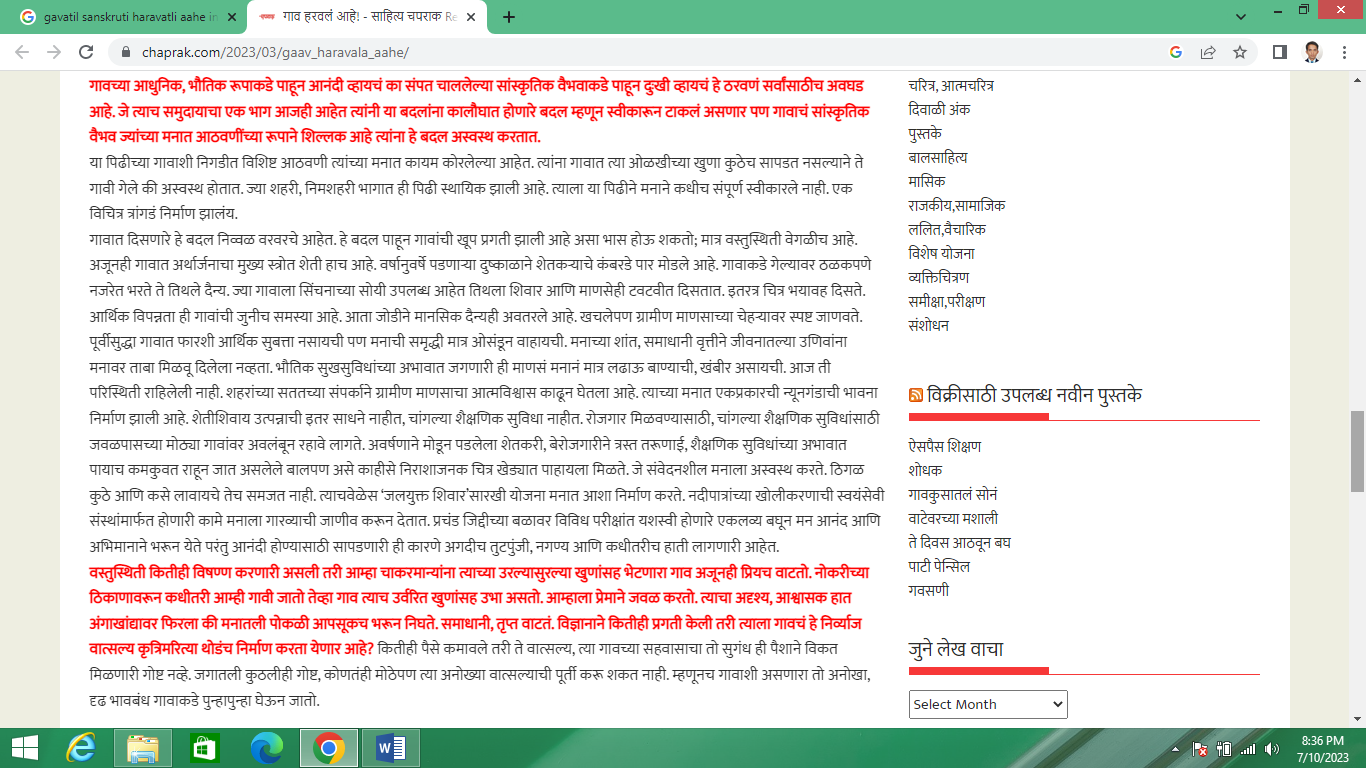 gavatil sanskruti haravatli aahe in
गाव हरवलं आहे! - साहित्य चपराक Re
chaprak.com/2023/03/gaav_haravala_aahe/
गावच्या आधुनिक, भौतिक रूपाकडे पाहून आनंदी व्हायचं का संपत चाललेल्या सांस्कृतिक वैभवाकडे पाहून दुःखी व्हायचं हे ठरवणं सर्वांसाठीच अवघड
आहे. जे त्याच समुदायाचा एक भाग आजही आहेत त्यांनी या बदलांना कालौघात होणारे बदल म्हणून स्वीकारून टाकलं असणार पण गावाचं सांस्कृतिक
वैभव ज्यांच्या मनात आठवणींच्या रूपाने शिल्लक आहे त्यांना हे बदल अस्वस्थ करतात.
या पिढीच्या गावाशी निगडीत विशिष्ट आठवणी त्यांच्या मनात कायम कोरलेल्या आहेत. त्यांना गावात त्या ओळखीच्या खुणा कुठेच सापडत नसल्याने ते
गावी गेले की अस्वस्थ होतात. ज्या शहरी, निमशहरी भागात ही पिढी स्थायिक झाली आहे. त्याला या पिढीने मनाने कधीच संपूर्ण स्वीकारले नाही. एक
विचित्र त्रांगडं निर्माण झालंय.
गावात दिसणारे हे बदल निव्वळ वरवरचे आहेत. हे बदल पाहून गावांची खूप प्रगती झाली आहे असा भास होऊ शकतो; मात्र वस्तुस्थिती वेगळीच आहे.
अजूनही गावात अर्थार्जनाचा मुख्य स्त्रोत शेती हाच आहे. वर्षानुवर्षे पडणाऱ्या दुष्काळाने शेतकऱ्याचे कंबरडे पार मोडले आहे. गावाकडे गेल्यावर ठळकपणे
नजरेत भरते ते तिथले दैन्य. ज्या गावाला सिंचनाच्या सोयी उपलब्ध आहेत तिथला शिवार आणि माणसेही टवटवीत दिसतात. इतरत्र चित्र भयावह दिसते.
आर्थिक विपन्नता ही गावांची जुनीच समस्या आहे. आता जोडीने मानसिक दैन्यही अवतरले आहे. खचलेपण ग्रामीण माणसाच्या चेहऱ्यावर स्पष्ट जाणवते.
पूर्वीसुद्धा गावात फारशी आर्थिक सुबत्ता नसायची पण मनाची समृद्धी मात्र ओसंडून वाहायची. मनाच्या शांत, समाधानी वृत्तीने जीवनातल्या उणिवांना
मनावर ताबा मिळवू दिलेला नव्हता. भौतिक सुखसुविधांच्या अभावात जगणारी ही माणसं मनानं मात्र लढाऊ बाण्याची, खंबीर असायची. आज ती
परिस्थिती राहिलेली नाही. शहरांच्या सततच्या संपर्काने ग्रामीण माणसाचा आत्मविश्वास काढून घेतला आहे. त्याच्या मनात एकप्रकारची न्यूनगंडाची भावना
निर्माण झाली आहे. शेतीशिवाय उत्पन्नाची इतर साधने नाहीत, चांगल्या शैक्षणिक सुविधा नाहीत. रोजगार मिळवण्यासाठी, चांगल्या शैक्षणिक सुविधांसाठी
जवळपासच्या मोठ्या गावांवर अवलंबून रहावे लागते. अवर्षणाने मोडून पडलेला शेतकरी, बेरोजगारीने त्रस्त तरूणाई, शैक्षणिक सुविधांच्या अभावात
पायाच कमकुवत राहून जात असलेले बालपण असे काहीसे निराशाजनक चित्र खेड्यात पाहायला मिळते. जे संवेदनशील मनाला अस्वस्थ करते. ठिगळ
कुठे आणि कसे लावायचे तेच समजत नाही. त्याचवेळेस ‘जलयुक्त शिवार’सारखी योजना मनात आशा निर्माण करते. नदीपात्रांच्या खोलीकरणाची स्वयंसेवी
संस्थांमार्फत होणारी कामे मनाला गारव्याची जाणीव करून देतात. प्रचंड जिद्दीच्या बळावर विविध परीक्षांत यशस्वी होणारे एकलव्य बघून मन आनंद आणि
अभिमानाने भरून येते परंतु आनंदी होण्यासाठी सापडणारी ही कारणे अगदीच तुटपुंजी, नगण्य आणि कधीतरीच हाती लागणारी आहेत.
वस्तुस्थिती कितीही विषण्ण करणारी असली तरी आम्हा चाकरमान्यांना त्याच्या उरल्यासुरल्या खुणांसह भेटणारा गाव अजूनही प्रियच वाटतो. नोकरीच्या
ठिकाणावरून कधीतरी आम्ही गावी जातो तेव्हा गाव त्याच उर्वरित खुणांसह उभा असतो. आम्हाला प्रेमाने जवळ करतो. त्याचा अदृश्य, आश्वासक हात
अंगाखांद्यावर फिरला की मनातली पोकळी आपसूकच भरून निघते. समाधानी, तृप्त वाटतं. विज्ञानाने कितीही प्रगती केली तरी त्याला गावचं हे निर्व्याज
वात्सल्य कृत्रिमरित्या थोडंच निर्माण करता येणार आहे? कितीही पैसे कमावले तरी ते वात्सल्य, त्या गावच्या सहवासाचा तो सुगंध ही पैशाने विकत
मिळणारी गोष्ट नव्हे. जगातली कुठलीही गोष्ट, कोणतंही मोठेपण त्या अनोख्या वात्सल्याची पूर्ती करू शकत नाही. म्हणूनच गावाशी असणारा तो अनोखा,
दृढ भावबंध गावाकडे पुन्हापुन्हा घेऊन जातो.
चरित्र, आत्मचरित्र
दिवाळी अंक
पुस्तके
बालसाहित्य
मासिक
राजकीय,सामाजिक
ललित,वैचारिक
विशेष योजना
व्यक्तिचित्रण
समीक्षा,परीक्षण
संशोधन
विक्रीसाठी उपलब्ध नवीन पुस्तके
ऐसपैस शिक्षण
शोधक
गावकुसातलं सोनं
वाटेवरच्या मशाली
ते दिवस आठवून बघ
पाटी पेन्सिल
गवसणी
जुने लेख वाचा
Select Month
8:36 PM
7/10/2023